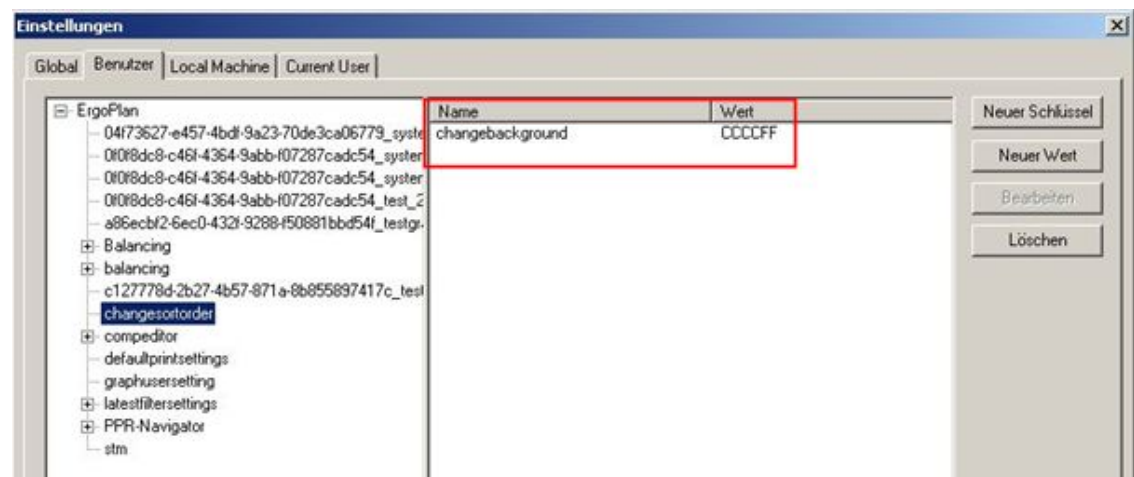 Einstellungen
Global Benutzer Local Machine Current User
ErgoPlan
04f73627-e457-4bdf-9a23-70de3ca06779_syste
0f0f8dc8-c46f-4364-9abb-f07287cadc54_system
0f0f8dc8-c46f-4364-9abb-f07287cadc54_system
0f0f8dc8-c46f-4364-9abb-f07287cadc54_test_2
a86ecbf2-6ec0-432f-9288-f50881bbd54f_testgr
Balancing
balancing
c127778d-2b27-4b57-871a-8b855897417c_test
changesortorder
compeditor
defaultprintsettings
graphusersetting
latestfiltersettings
PPR-Navigator
stm
Name Wert
changebackground CCCCFF
Neuer Schlüssel
Neuer Wert
Bearbeiten
Löschen